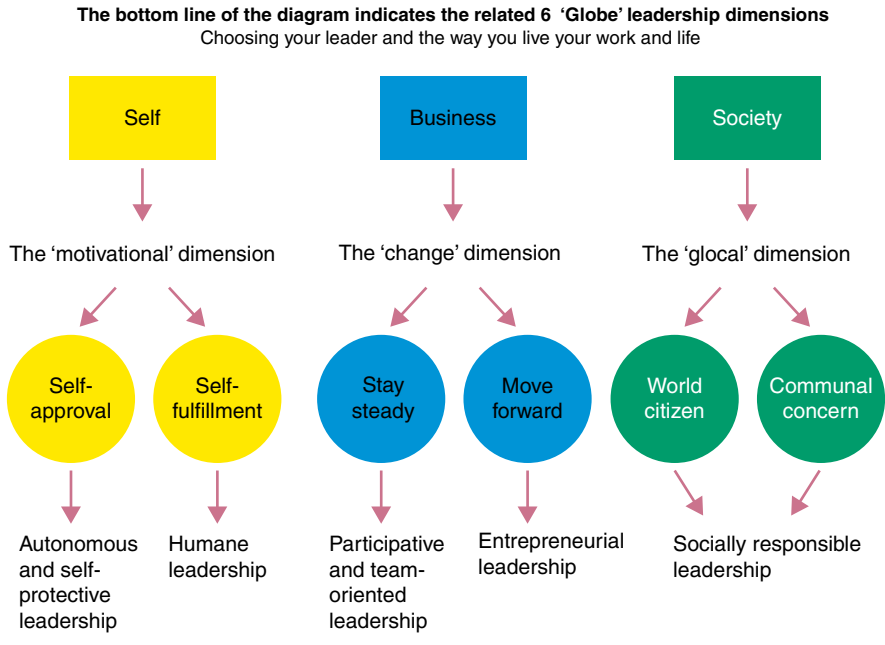 The bottom line of the diagram indicates the related 6 ‘Globe’ leadership dimensions
Choosing your leader and the way you live your work and life
Self
Business
Society
The ‘motivational’ dimension
The ‘change’ dimension
The ‘glocal’ dimension
Self-
approval
Self-
fulfillment
Stay
steady
Move
forward
World
citizen
Communal
concern
Autonomous
and self-
protective
leadership
Humane
leadership
Participative
and team-
oriented
leadership
Entrepreneurial
leadership
Socially responsible
leadership